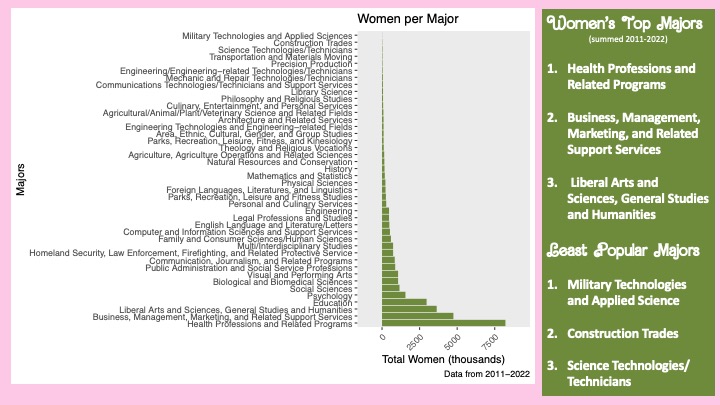 Women per Major
Military Technologies and Applied Sciences
Construction Trades
Science Technologies/Technicians
Transportation and Materials Moving
Precision Production
Engineering/Engineering-related Technologies/Technicians
Mechanic and Repair Technologies/Technicians
Communications Technologies/Technicians and Support Services
Library Science
Philosophy and Religious Studies
Culinary, Entertainment, and Personal Services
Agricultural/Animal/Plant/Veterinary Science and Related Fields
Architecture and Related Services
Engineering Technologies and Engineering-related Fields
Area, Ethnic, Cultural, Gender, and Group Studies
Parks, Recreation, Leisure, Fitness, and Kinesiology
Theology and Religious Vocations
Agriculture, Agriculture Operations and Related Sciences
Natural Resources and Conservation
History
Mathematics and Statistics
Physical Sciences
Foreign Languages, Literatures, and Linguistics
Parks, Recreation, Leisure and Fitness Studies
Personal and Culinary Services
Engineering
Legal Professions and Studies
English Language and Literature/Letters
Computer and Information Sciences and Support Services
Family and Consumer Sciences/Human Sciences
Multi/Interdisciplinary Studies
Homeland Security, Law Enforcement, Firefighting, and Related Protective Service
Communication, Journalism, and Related Programs
Public Administration and Social Service Professions
Visual and Performing Arts
Biological and Biomedical Sciences
Social Sciences
Psychology
Education
Liberal Arts and Sciences, General Studies and Humanities
Business, Management, Marketing, and Related Support Services
Health Professions and Related Programs
Majors
0 2500 5000 7500
Total Women (thousands)
Data from 2011-2022
Women's Top Majors
(summed 2011-2022)
1. Health Professions and
Related Programs
2. Business, Management,
Marketing, and Related
Support Services
3. Liberal Arts and
Sciences, General Studies
and Humanities
Least Popular Majors
1. Military Technologies
and Applied Science
2. Construction Trades
3. Science Technologies/
Technicians